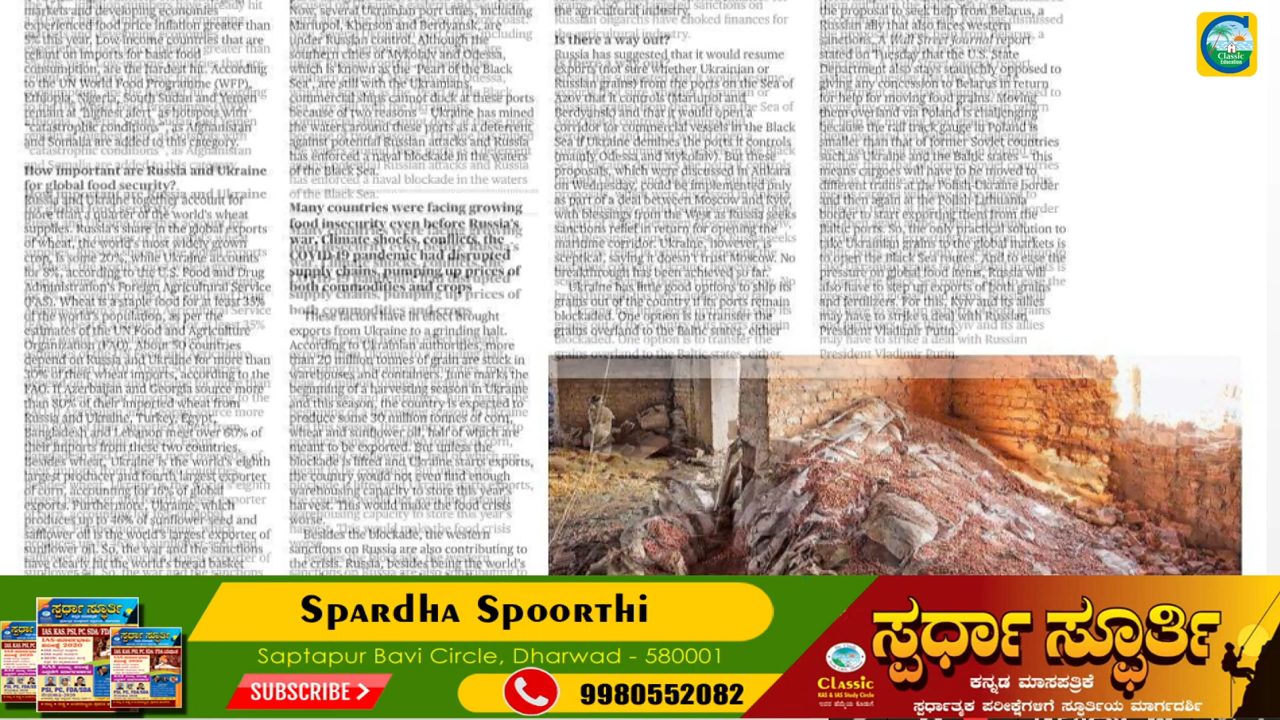 markets and developing economies
experienced food price inflation greater than
5% this year. Low-income countries that are
reliant on imports for basic food
consumption, are the hardest hit. According
to the UN World Food Programme (WFP),
Ethiopia, Nigeria, South Sudan and Yemen
remain at "highest alert" as hotspots with
"catastrophic conditions", as Afghanistan
and Somalia are added to this category.
How important are Russia and Ukraine
for global food security?
Russia and Ukraine together account for
more than a quarter of the world's wheat
supplies. Russia's share in the global exports
of wheat, the world's most widely grown
crop, is some 20%, while Ukraine accounts
for 8%, according to the U.S. Food and Drug
Administration's Foreign Agricultural Service
(FAS). Wheat is a staple food for at least 35%
of the world's population, as per the
estimates of the UN Food and Agriculture
Organization (FAO). About 50 countries
depend on Russia and Ukraine for more than
30% of their wheat imports, according to the
FAO. If Azerbaijan and Georgia source more
than 80% of their imported wheat from
Russia and Ukraine, Turkey, Egypt,
Bangladesh and Lebanon meet over 60% of
their imports from these two countries.
Besides wheat, Ukraine is the world's eighth
largest producer and fourth largest exporter
of corn, accounting for 16% of global
exports. Furthermore, Ukraine, which
produces up to 46% of sunflower-seed and
safflower oil is the world's largest exporter of
sunflower oil. So, the war and the sanctions
have clearly hit the world's bread basket
Now, several Ukrainian port cities, including
Mariupol, Kherson and Berdyansk, are
under Russian control. Although the
southern ports of Mykolaiv and Odessa,
which is known as the 'Pearl of the Black
Sea', are still with the Ukrainians,
commercial ships cannot dock at these ports
because of two reasons — Ukraine has mined
the waters around these ports as a deterrent
against potential Russian attacks and Russia
has enforced a naval blockade in the waters
of the Black Sea.
Many countries were facing growing
food insecurity even before Russia's
war. Climate shocks, conflicts, the
COVID-19 pandemic had disrupted
supply chains, pumping up prices of
both commodities and crops
These factors have in effect brought
exports from Ukraine to a grinding halt.
According to Ukrainian authorities, more
than 20 million tonnes of grain are stuck in
warehouses and containers. June marks the
beginning of a harvesting season in Ukraine
and this season, the country is expected to
produce some 30 million tonnes of corn,
wheat and sunflower oil, half of which are
meant to be exported. But unless the
blockade is lifted and Ukraine starts exports,
the country would not even find enough
warehousing capacity to store this year's
harvest. This would make the food crisis
worse.
Besides the blockade, the western
sanctions on Russia are also contributing to
the crisis. Russia, besides being the world's
the agricultural industry.
Is there a way out?
Russia has suggested that it would resume
exports (not sure whether Ukrainian or
Russian grains) from the ports on the Sea of
Azov that it controls (Mariupol and
Berdyansk) and that it would open a
corridor for commercial vessels in the Black
Sea if Ukraine demines the ports it controls
(mainly Odessa and Mykolaiv). But these
proposals, which were discussed in Ankara
on Wednesday, could be implemented only
as part of a deal between Moscow and Kyiv,
with blessings from the West as Russia seeks
sanctions relief in return for opening the
maritime corridor. Ukraine, however, is
sceptical, saying it doesn't trust Moscow. No
breakthrough has been achieved so far.
Ukraine has little good options to ship its
grains out of the country if its ports remain
blockaded. One option is to transfer the
grains overland to the Baltic states, either
the proposal to seek help from Belarus, a
Russian ally that also faces western
sanctions. A Wall Street Journal report
stated on Tuesday that the U.S. State
Department also stays staunchly opposed to
giving any concession to Belarus in return
for help for moving food grains. Moving
them overland via Poland is challenging
because the rail track gauge in Poland is
smaller than that of former Soviet countries
such as Ukraine and the Baltic states — this
means cargoes will have to be moved to
different trains at the Polish-Ukraine border
and then again at the Polish-Lithuania
border to start exporting them from the
Baltic ports. So, the only practical solution to
take Ukrainian grains to the global markets is
to open the Black Sea routes. And to ease the
pressure on global food items, Russia will
also have to step up exports of both grains
and fertilizers. For this, Kyiv and its allies
may have to strike a deal with Russian
President Vladimir Putin.
Classic
Education
Spardha Spoorthi
Saptapur Bavi Circle, Dharwad - 580001
SUBSCRIBE
9980552082
ಸ್ಪರ್ಧಾ ಸ್ಫೂರ್ತಿ
Classic
KAS & IAS Study Circle
ಕನ್ನಡ ಮಾಸಪತ್ರಿಕೆ
ಸ್ಪರ್ಧಾತ್ಮಕ ಪರೀಕ್ಷೆಗಳಿಗೆ ಸ್ಫೂರ್ತಿಯ ಮಾರ್ಗದರ್ಶಿ